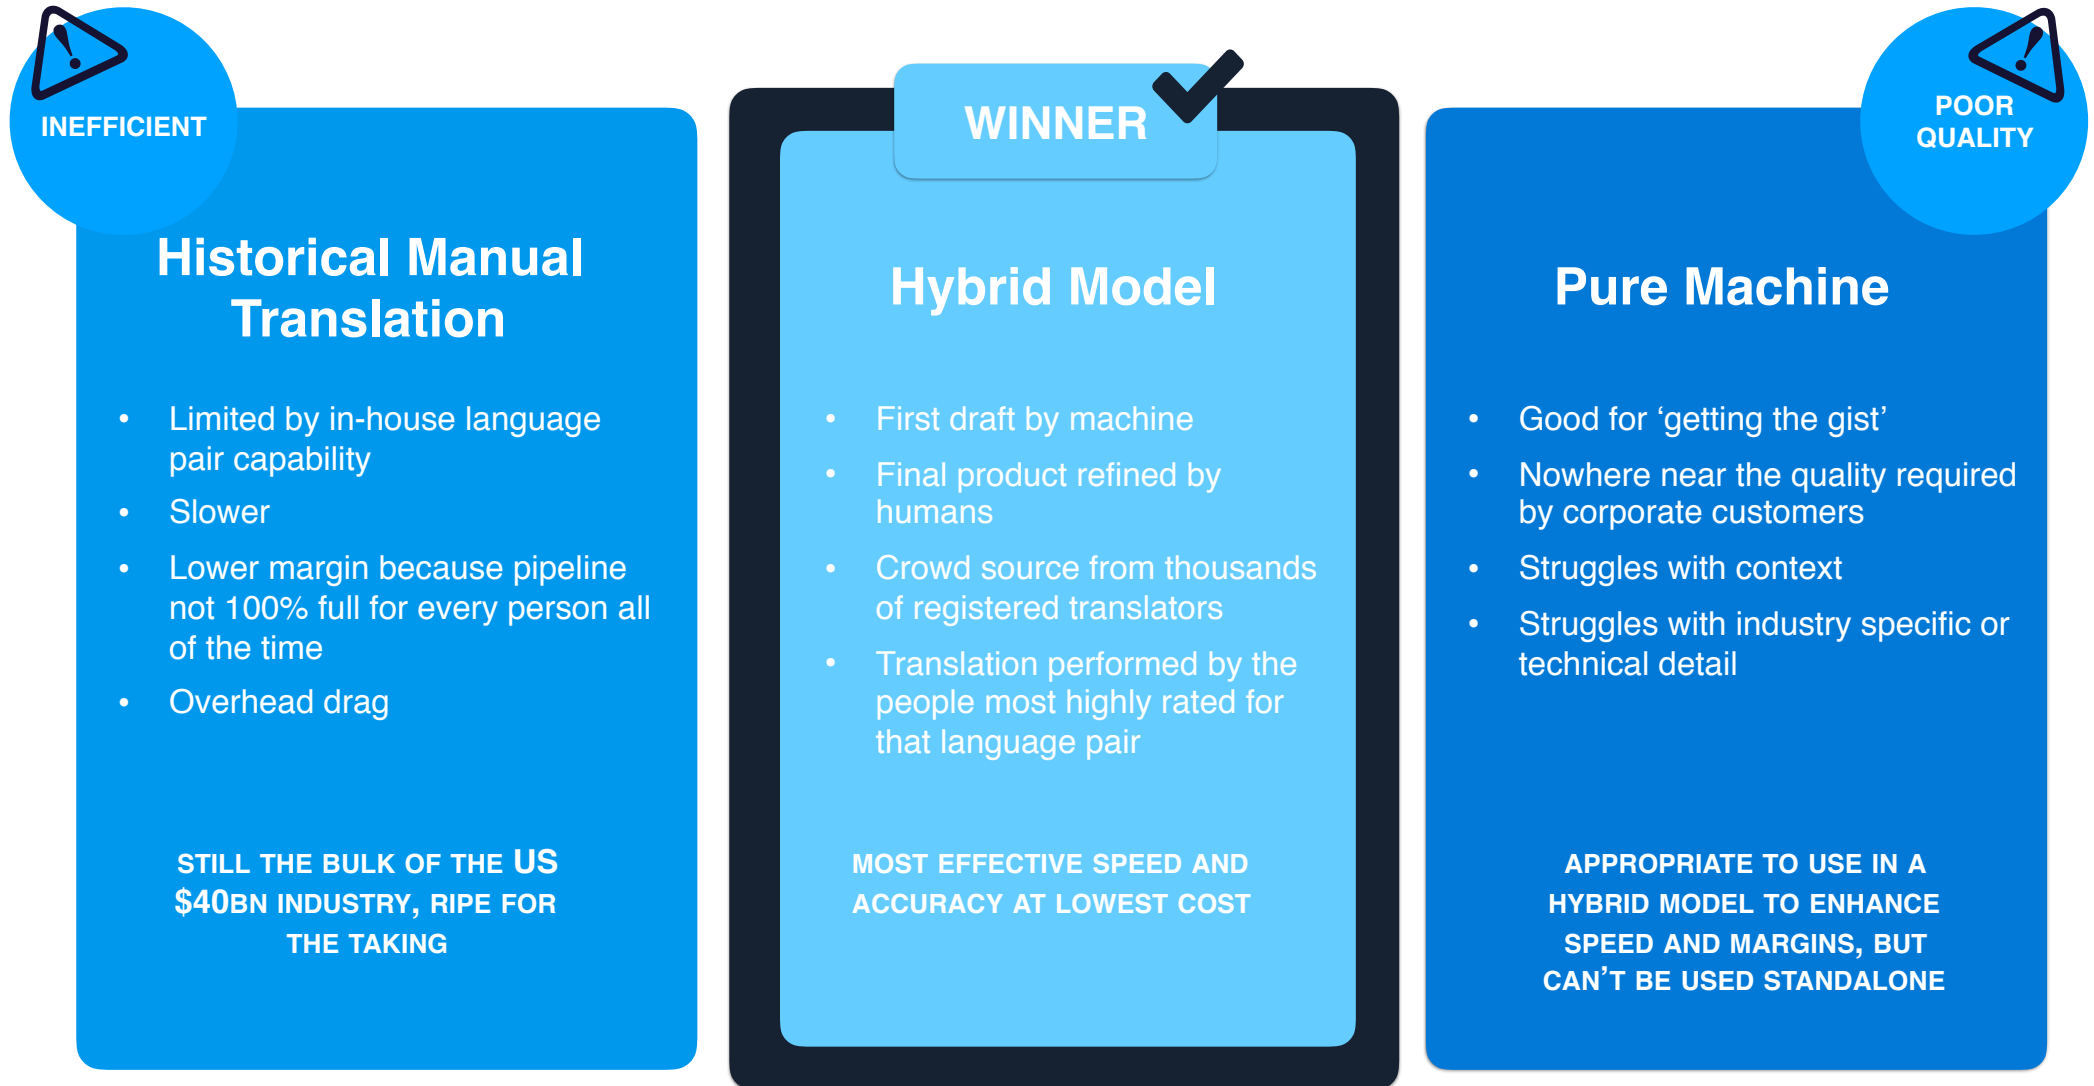 INEFFICIENT
Historical Manual
Translation
• Limited by in-house language
pair capability
• Slower
• Lower margin because pipeline
not 100% full for every person all
of the time
• Overhead drag
STILL THE BULK OF THE US
$40BN INDUSTRY, RIPE FOR
THE TAKING
WINNER
Hybrid Model
• First draft by machine
• Final product refined by
humans
• Crowd source from thousands
of registered translators
• Translation performed by the
people most highly rated for
that language pair
MOST EFFECTIVE SPEED AND
ACCURACY AT LOWEST COST
POOR
QUALITY
Pure Machine
• Good for ‘getting the gist’
• Nowhere near the quality required
by corporate customers
• Struggles with context
• Struggles with industry specific or
technical detail
APPROPRIATE TO USE IN A
HYBRID MODEL TO ENHANCE
SPEED AND MARGINS, BUT
CAN’T BE USED STANDALONE